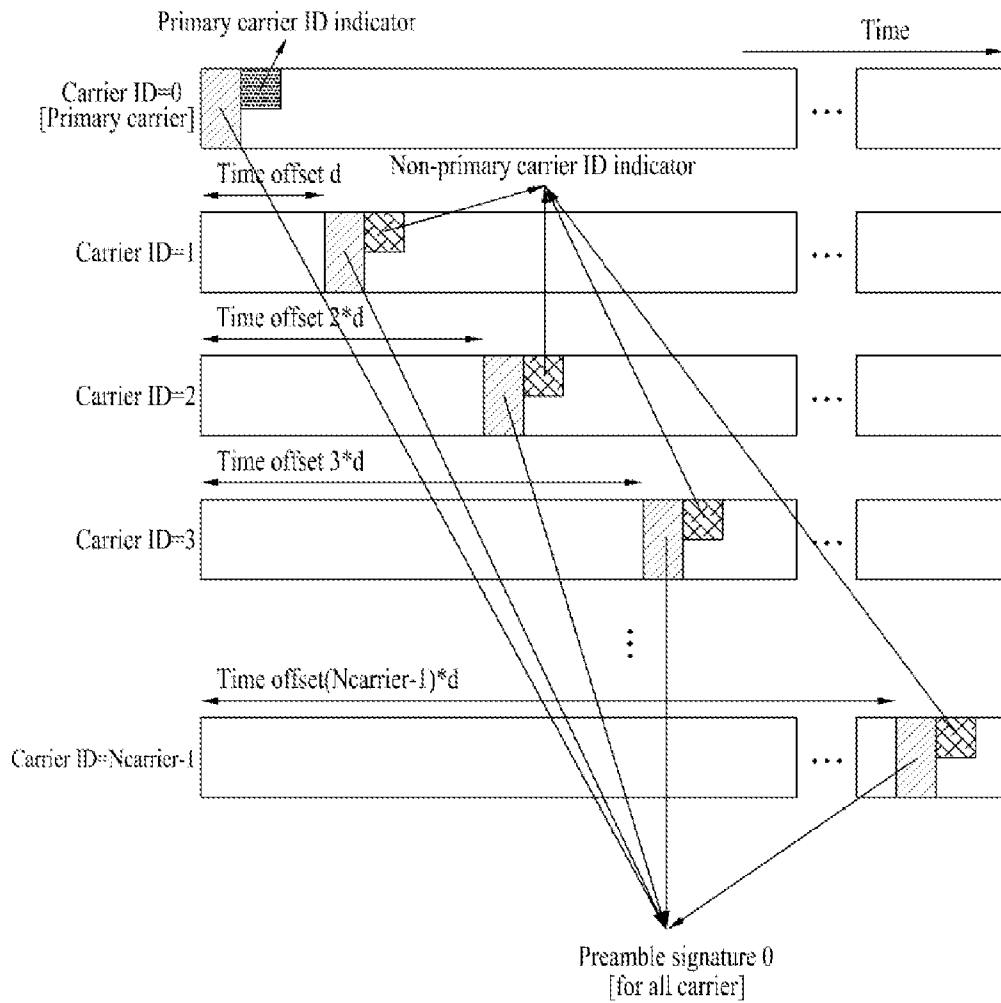 Primary carrier ID indicator
Time
Carrier ID=0
[Primary carrier]
Time offset d
Non-primary carrier ID indicator
Carrier ID=1
Time offset 2*d
Carrier ID=2
Time offset 3*d
Carrier ID=3
Time offset(Ncarrier-1)*d
Carrier ID=Ncarrier-1
Preamble signature 0
[for all carrier]